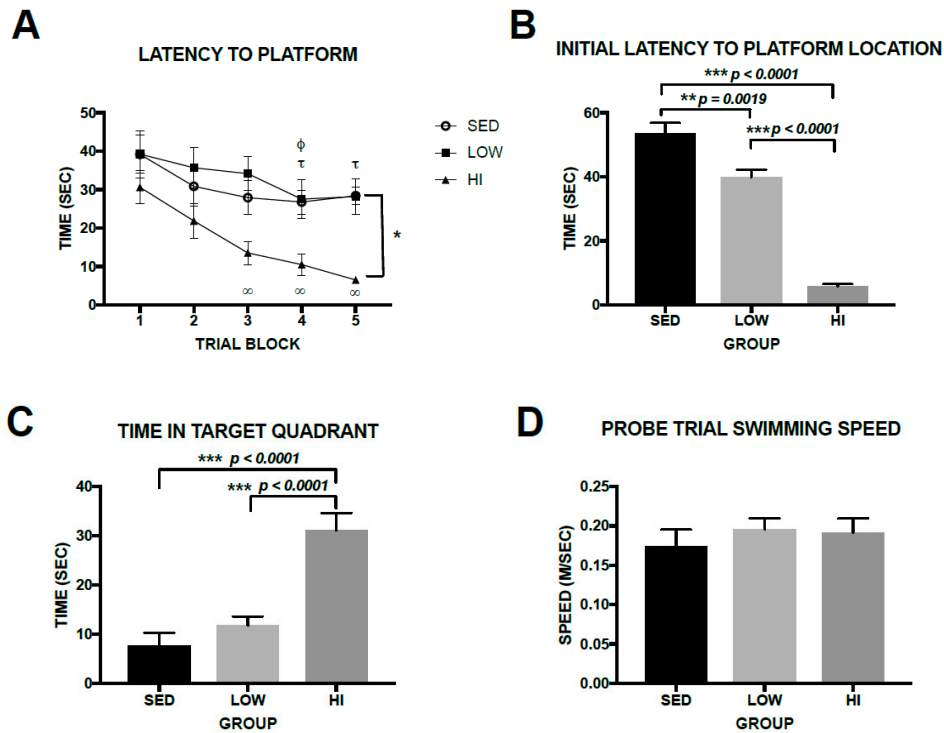 A
LATENCY TO PLATFORM
50
40
30
20
10
0
TIME (SEC)
1 2 3 4 5
TRIAL BLOCK
SED
LOW
HI
ϕ
τ τ
*
∞ ∞ ∞
B
INITIAL LATENCY TO PLATFORM LOCATION
*** p < 0.0001
** p = 0.0019
*** p < 0.0001
60
40
20
0
TIME (SEC)
SED LOW HI
GROUP
C
TIME IN TARGET QUADRANT
*** p < 0.0001
*** p < 0.0001
40
30
20
10
0
TIME (SEC)
SED LOW HI
GROUP
D
PROBE TRIAL SWIMMING SPEED
0.25
0.20
0.15
0.10
0.05
0.00
SPEED (M/SEC)
SED LOW HI
GROUP